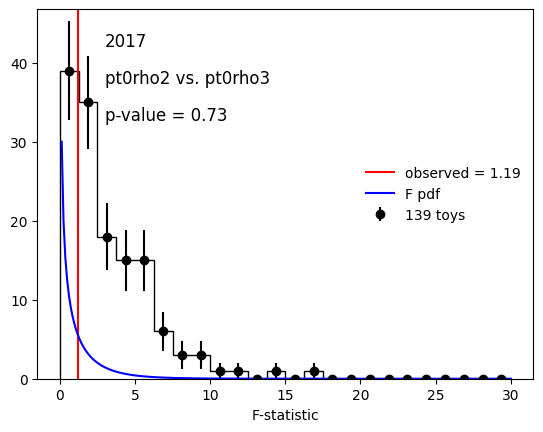 2017
pt0rho2 vs. pt0rho3
p-value = 0.73
observed = 1.19
F pdf
139 toys
40
30
20
10
0
0 5 10 15 20 25 30
F-statistic